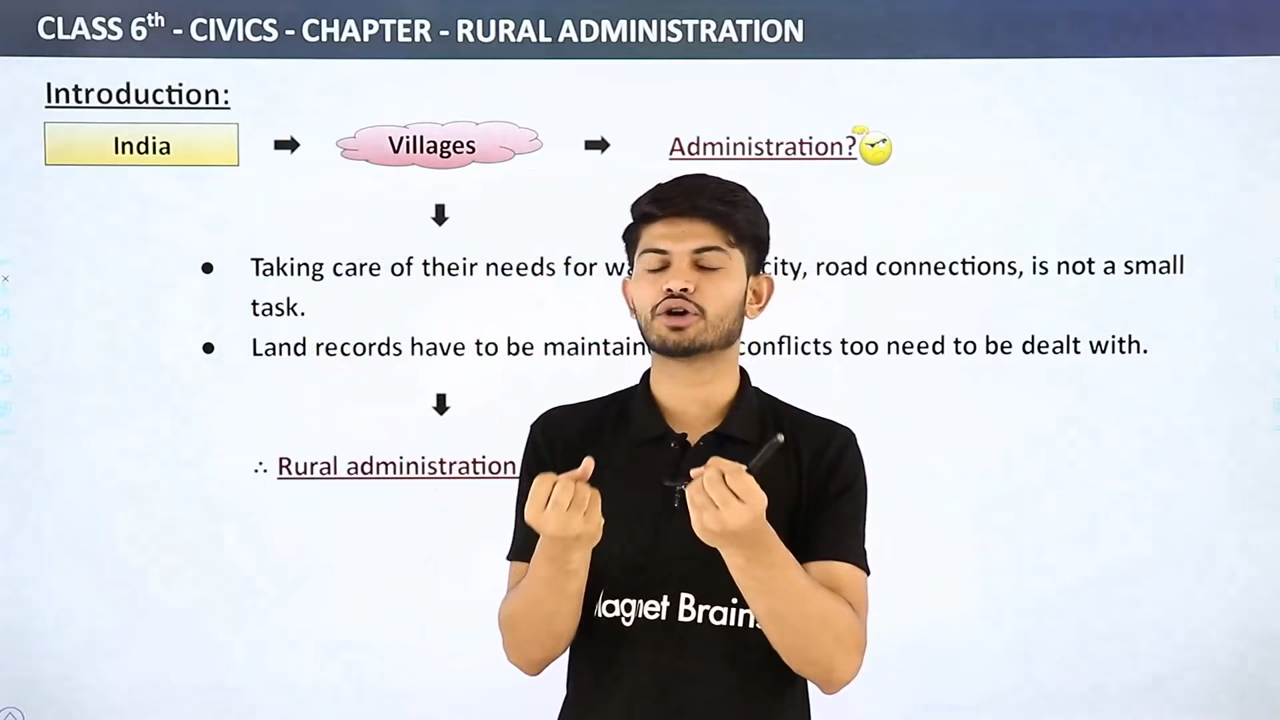 CLASS 6th - CIVICS - CHAPTER - RURAL ADMINISTRATION
Introduction:
India
Villages
Administration?
Taking care of their needs for city, road connections, is not a small
task.
Land records have to be maintain conflicts too need to be dealt with.
∴ Rural administration
agnet Brain